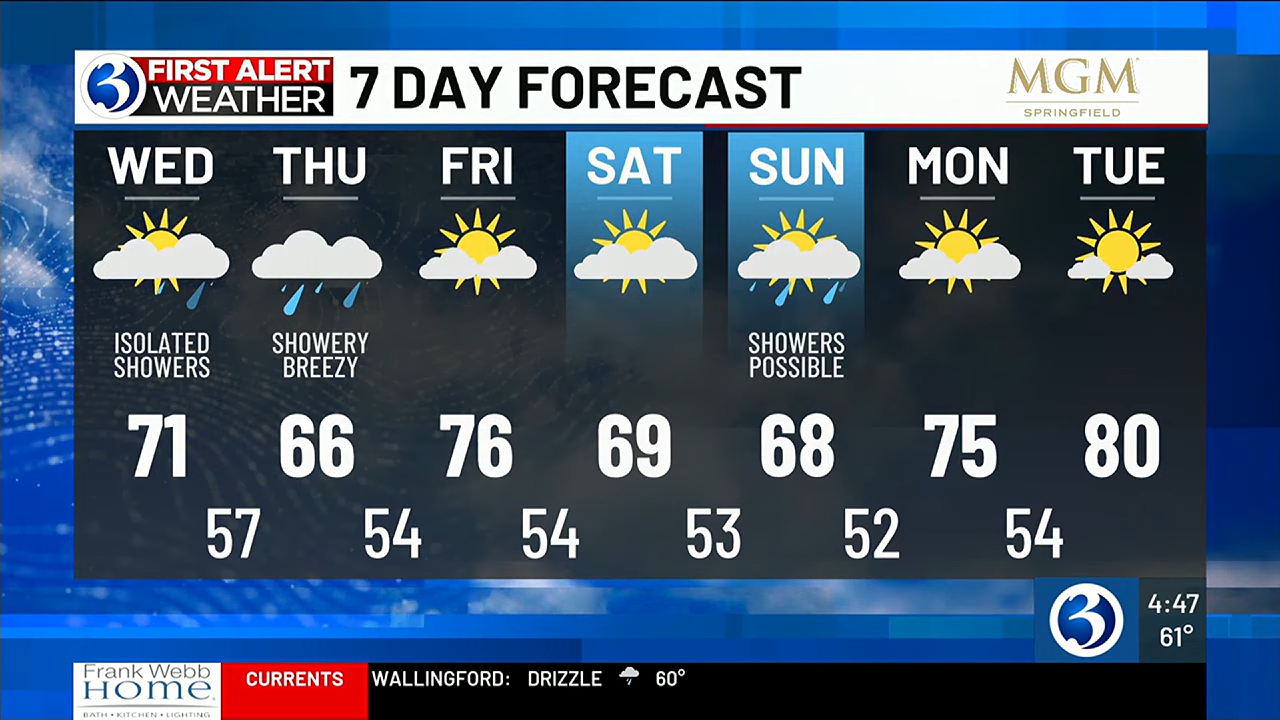 3 FIRST ALERT
WEATHER
7 DAY FORECAST
MGM
SPRINGFIELD
WED THU FRI SAT SUN MON TUE
ISOLATED
SHOWERS
SHOWERY
BREEZY
SHOWERS
POSSIBLE
71 66 76 69 68 75 80
57 54 54 53 52 54
3
4:47
61°
Frank Webb
HOME
BATH • KITCHEN • LIGHTING
CURRENTS
WALLINGFORD: DRIZZLE 60°